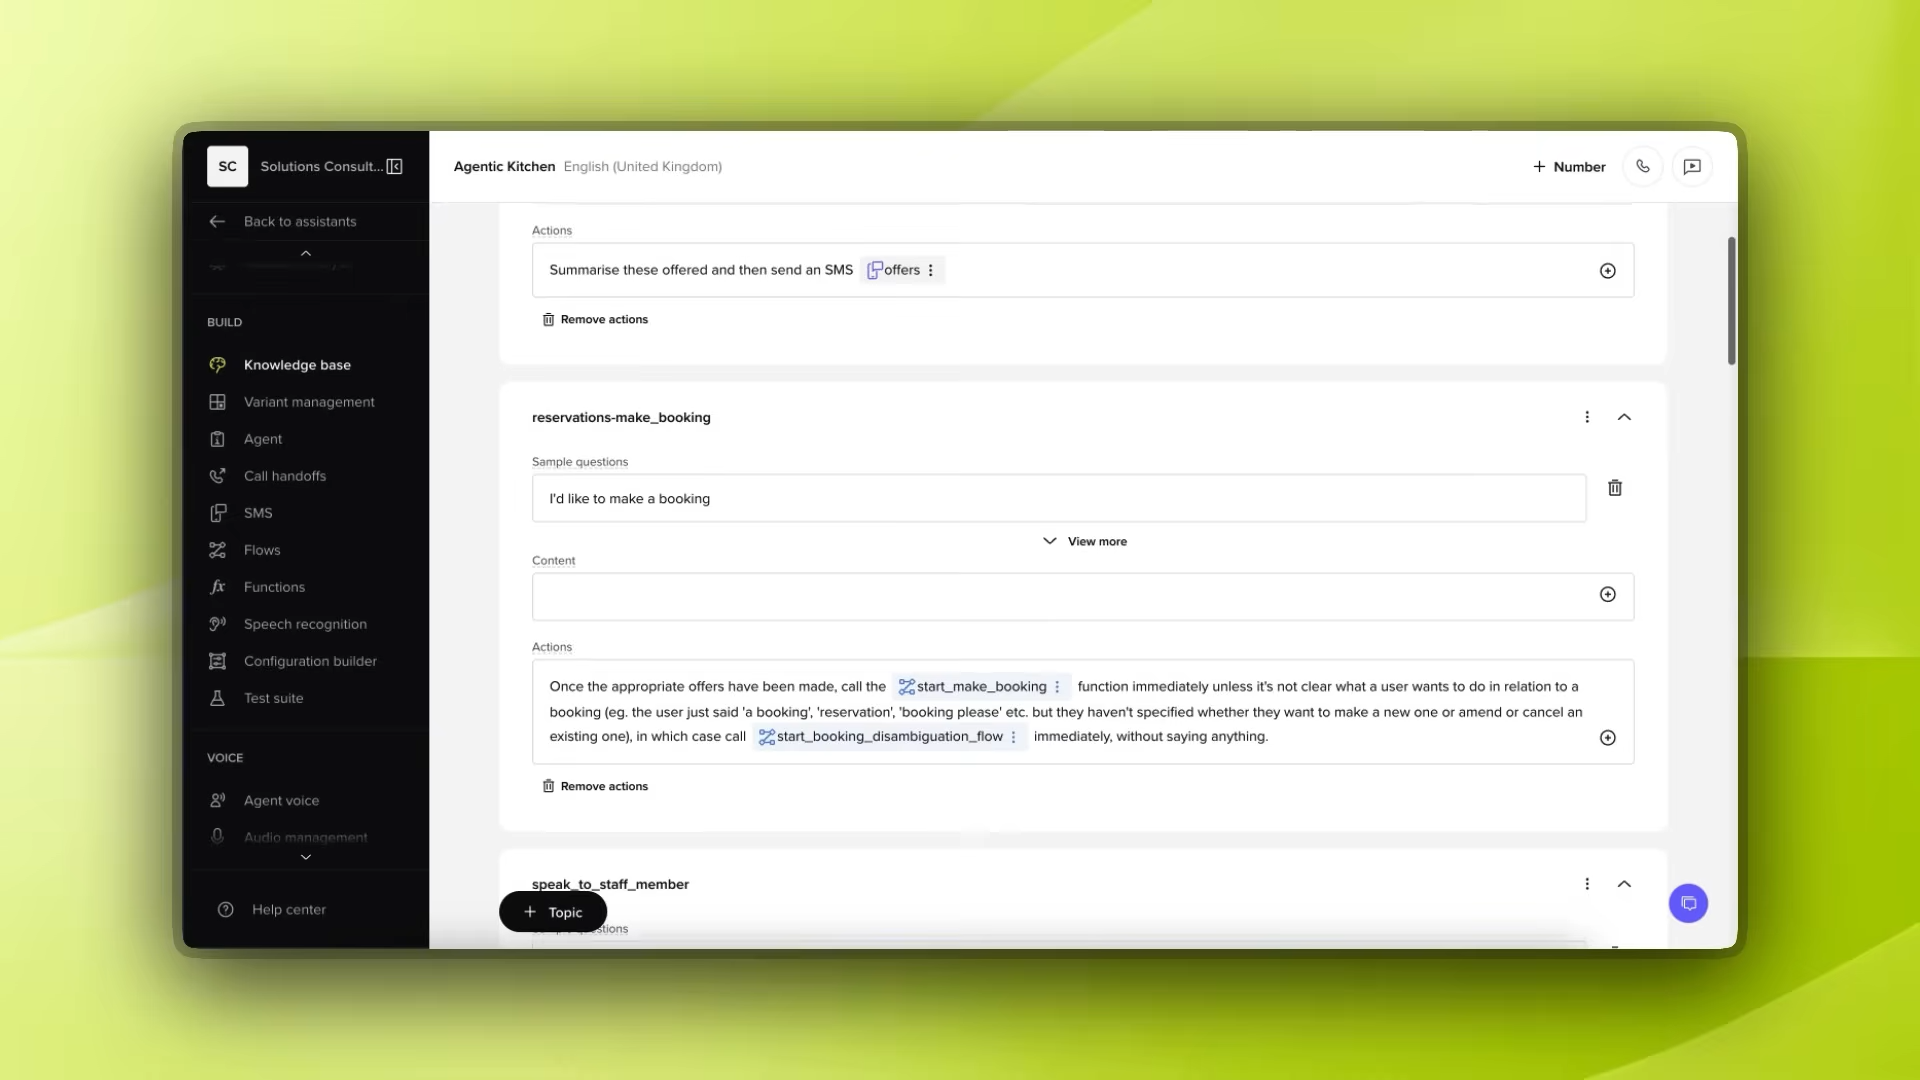 SC
Solutions Consult...
Back to assistants
BUILD
Knowledge base
Variant management
Agent
Call handoffs
SMS
Flows
Functions
Speech recognition
Configuration builder
Test suite
VOICE
Agent voice
Audio management
Help center
Agentic Kitchen English (United Kingdom)
+ Number
Actions
Summarise these offered and then send an SMS offers
Remove actions
reservations-make_booking
Sample questions
I'd like to make a booking
View more
Content
Actions
Once the appropriate offers have been made, call the start_make_booking function immediately unless it's not clear what a user wants to do in relation to a
booking (eg. the user just said 'a booking', 'reservation', 'booking please' etc. but they haven't specified whether they want to make a new one or amend or cancel an
existing one), in which case call start_booking_disambiguation_flow immediately, without saying anything.
Remove actions
speak_to_staff_member
+ Topic
Sample questions